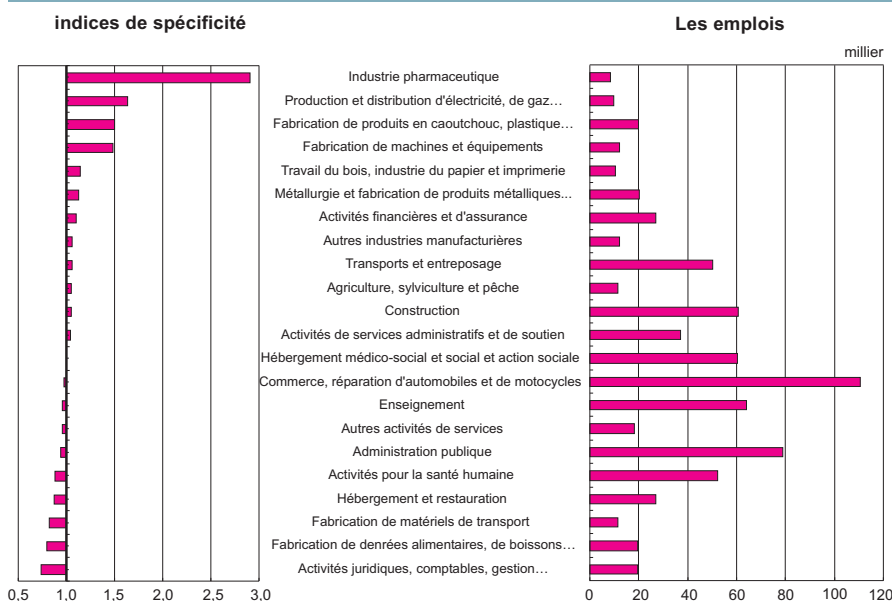 indices de spécificité
Les emplois
millier
Industrie pharmaceutique
Production et distribution d'électricité, de gaz…
Fabrication de produits en caoutchouc, plastique…
Fabrication de machines et équipements
Travail du bois, industrie du papier et imprimerie
Métallurgie et fabrication de produits métalliques...
Activités financières et d'assurance
Autres industries manufacturières
Transports et entreposage
Agriculture, sylviculture et pêche
Construction
Activités de services administratifs et de soutien
Hébergement médico-social et social et action sociale
Commerce, réparation d'automobiles et de motocycles
Enseignement
Autres activités de services
Administration publique
Activités pour la santé humaine
Hébergement et restauration
Fabrication de matériels de transport
Fabrication de denrées alimentaires, de boissons…
Activités juridiques, comptables, gestion…
0,5 1,0 1,5 2,0 2,5 3,0
0 20 40 60 80 100 120